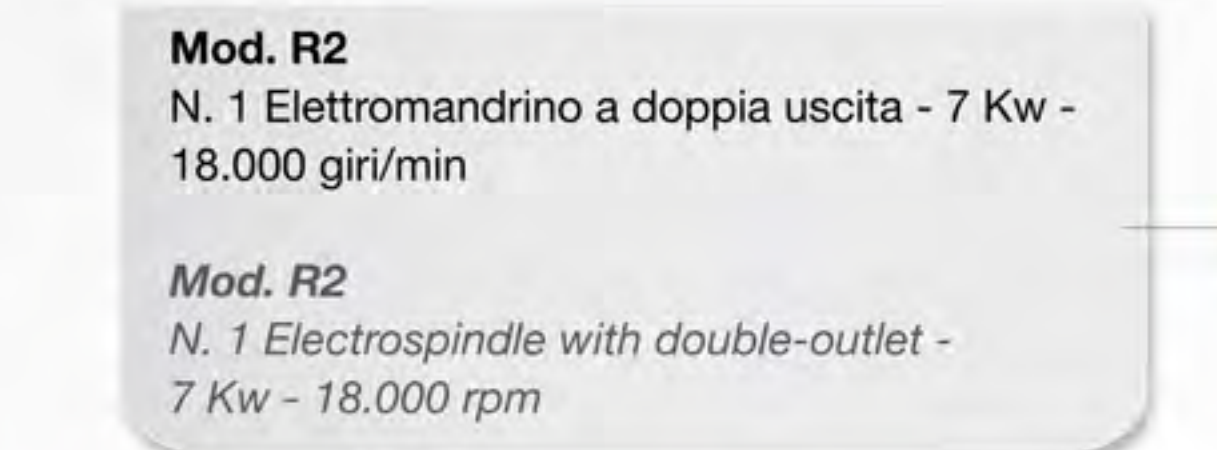 Mod. R2
N. 1 Elettromandrino a doppia uscita - 7 Kw -
18.000 giri/min
Mod. R2
N. 1 Electrospindle with double-outlet -
7 Kw - 18.000 rpm